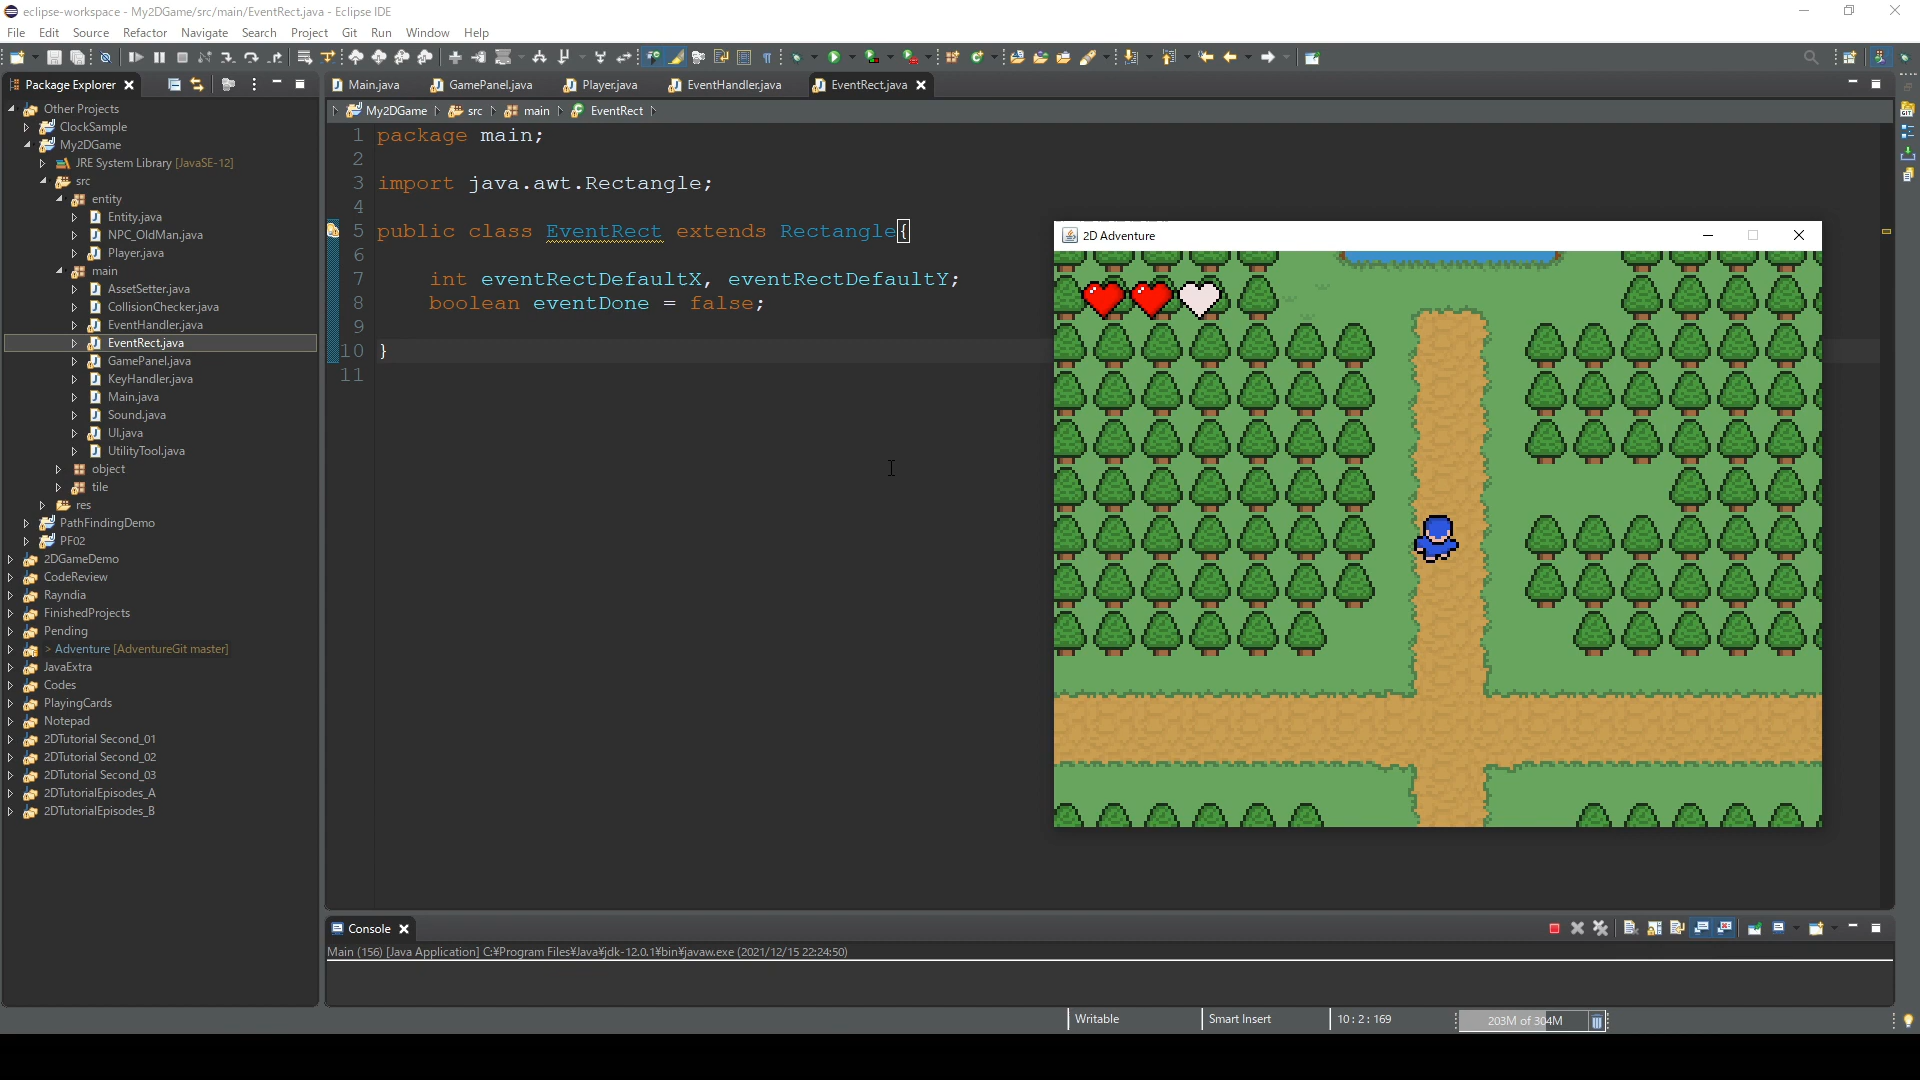 eclipse-workspace - My2DGame/src/main/EventRect.java - Eclipse IDE
File Edit Source Refactor Navigate Search Project Git Run Window Help
Package Explorer
Other Projects
ClockSample
My2DGame
JRE System Library [JavaSE-12]
src
entity
Entity.java
NPC_OldMan.java
Player.java
main
AssetSetter.java
CollisionChecker.java
EventHandler.java
EventRect.java
GamePanel.java
KeyHandler.java
Main.java
Sound.java
UI.java
UtilityTool.java
object
tile
res
PathFindingDemo
PF02
2DGameDemo
CodeReview
Rayndia
FinishedProjects
Pending
> Adventure [AdventureGit master]
JavaExtra
Codes
PlayingCards
Notepad
2DTutorial Second_01
2DTutorial Second_02
2DTutorial Second_03
2DTutorialEpisodes_A
2DTutorialEpisodes_B
Main.java GamePanel.java Player.java EventHandler.java EventRect.java
My2DGame src main EventRect
1 package main;
2
3 import java.awt.Rectangle;
4
5 public class EventRect extends Rectangle{
6
7 int eventRectDefaultX, eventRectDefaultY;
8 boolean eventDone = false;
9
10 }
11
2D Adventure
Console
Main (156) [Java Application] C:¥Program Files¥Java¥jdk-12.0.1¥bin¥javaw.exe (2021/12/15 22:24:50)
Writable Smart Insert 10 : 2 : 169 203M of 304M